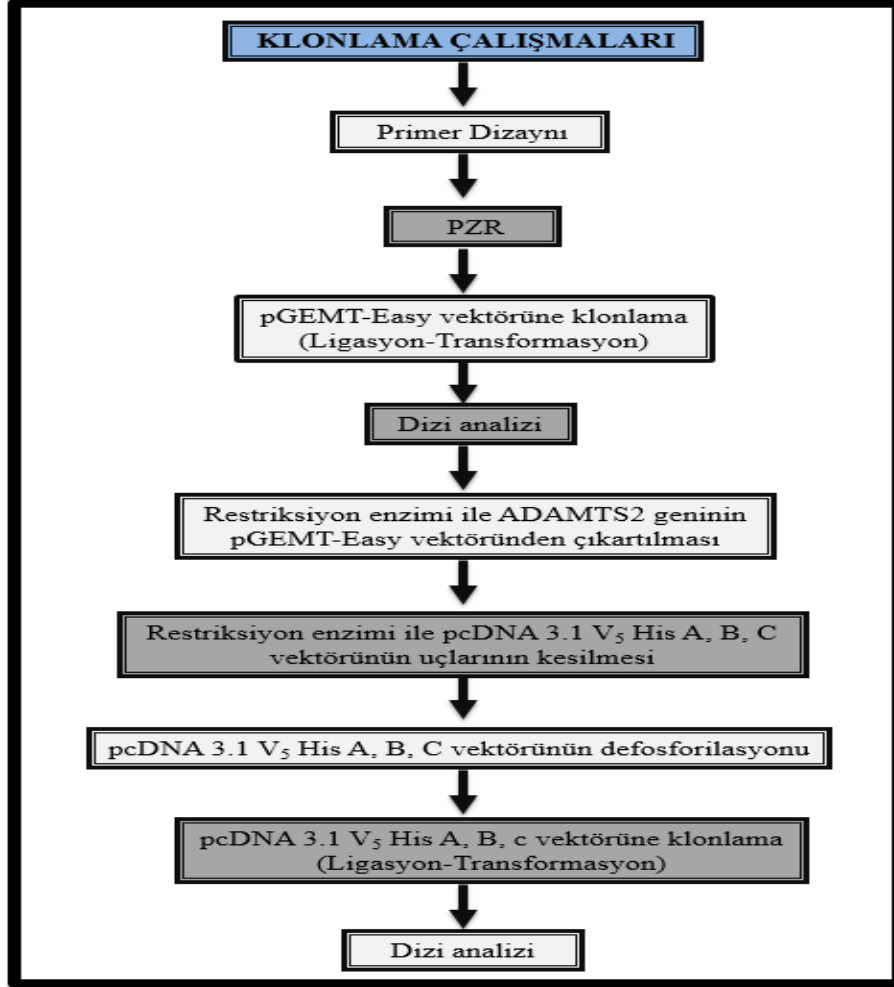 KLONLAMA ÇALIŞMALARI
Primer Dizaynı
PZR
pGEMT-Easy vektörüne klonlama
(Ligasyon-Transformasyon)
Dizi analizi
Restriksiyon enzimi ile ADAMTS2 geninin
pGEMT-Easy vektöründen çıkartılması
Restriksiyon enzimi ile pcDNA 3.1 V₅ His A, B, C
vektörünün uçlarının kesilmesi
pcDNA 3.1 V₅ His A, B, C vektörünün defosforilasyonu
pcDNA 3.1 V₅ His A, B, c vektörüne klonlama
(Ligasyon-Transformasyon)
Dizi analizi